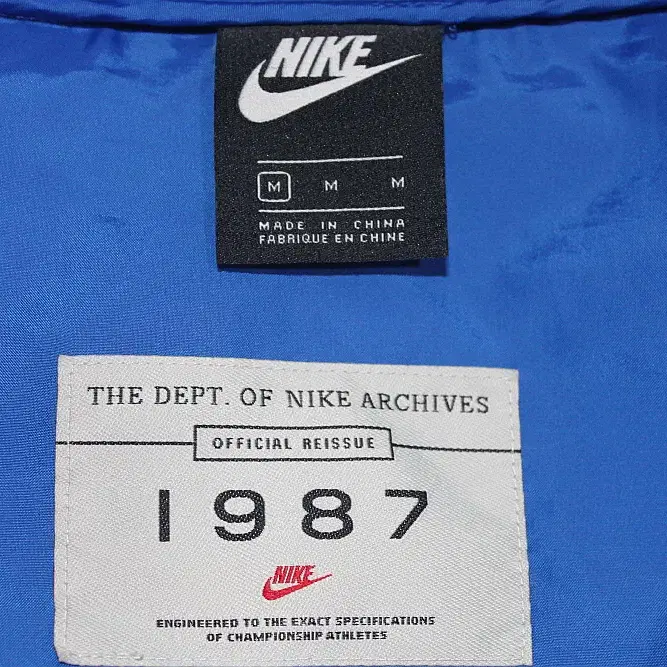 NIKE
M M M
MADE IN CHINA
FABRIQUE EN CHINE
THE DEPT. OF NIKE ARCHIVES
OFFICIAL REISSUE
1987
NIKE
ENGINEERED TO THE EXACT SPECIFICATIONS
OF CHAMPIONSHIP ATHLETES